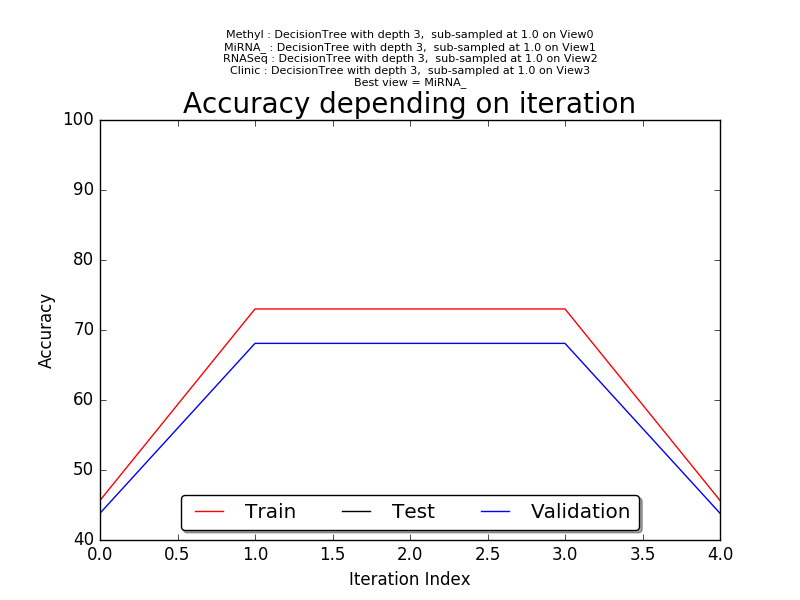 Methyl : DecisionTree with depth 3,  sub-sampled at 1.0 on View0
MiRNA_ : DecisionTree with depth 3,  sub-sampled at 1.0 on View1
RNASeq : DecisionTree with depth 3,  sub-sampled at 1.0 on View2
Clinic : DecisionTree with depth 3,  sub-sampled at 1.0 on View3
Best view = MiRNA_
Accuracy depending on iteration
100
90
80
70
60
50
40
Accuracy
Train Test Validation
0.0 0.5 1.0 1.5 2.0 2.5 3.0 3.5 4.0
Iteration Index